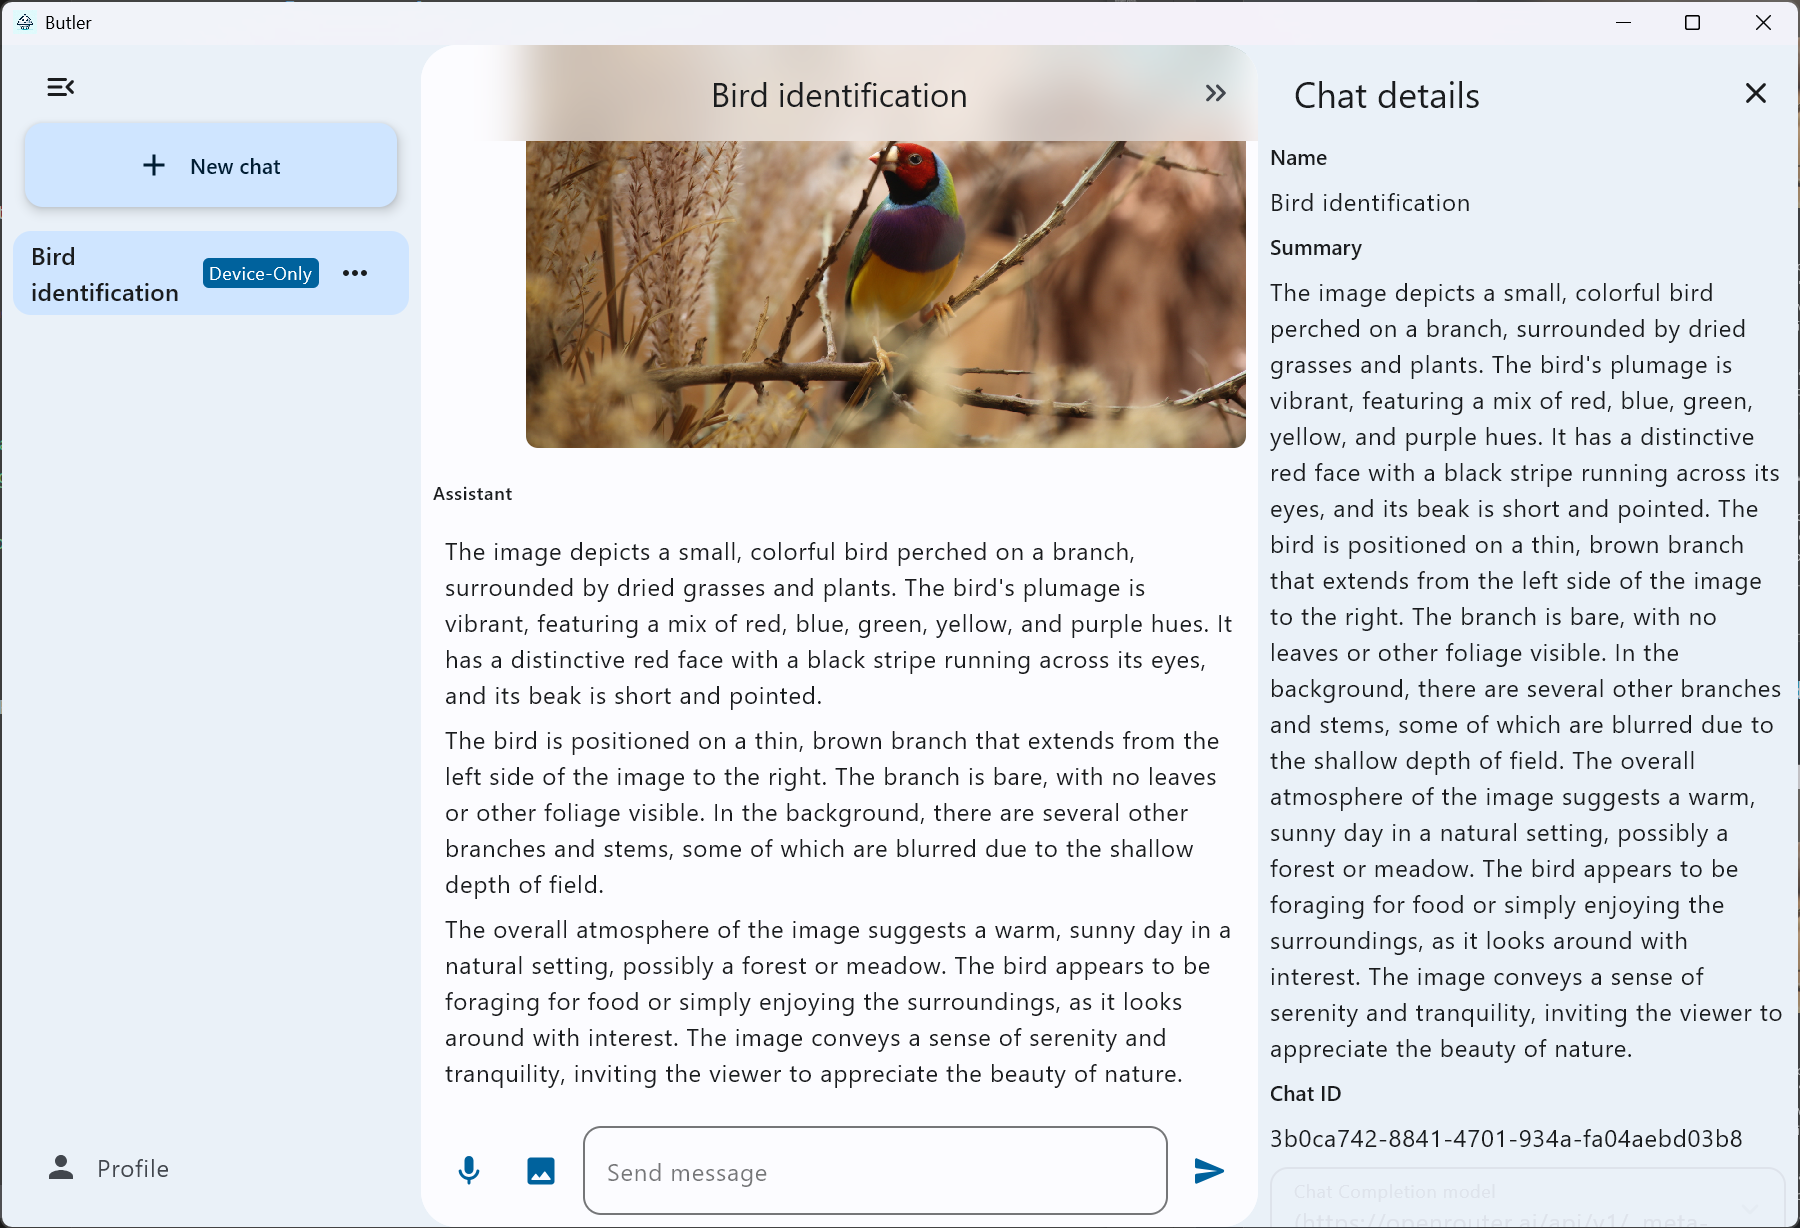 Butler
New chat
Bird
identification
Device-Only
Profile
Bird identification
Assistant
The image depicts a small, colorful bird perched on a branch,
surrounded by dried grasses and plants. The bird's plumage is
vibrant, featuring a mix of red, blue, green, yellow, and purple hues. It
has a distinctive red face with a black stripe running across its eyes,
and its beak is short and pointed.
The bird is positioned on a thin, brown branch that extends from the
left side of the image to the right. The branch is bare, with no leaves
or other foliage visible. In the background, there are several other
branches and stems, some of which are blurred due to the shallow
depth of field.
The overall atmosphere of the image suggests a warm, sunny day in a
natural setting, possibly a forest or meadow. The bird appears to be
foraging for food or simply enjoying the surroundings, as it looks
around with interest. The image conveys a sense of serenity and
tranquility, inviting the viewer to appreciate the beauty of nature.
Send message
Chat details
Name
Bird identification
Summary
The image depicts a small, colorful bird
perched on a branch, surrounded by dried
grasses and plants. The bird's plumage is
vibrant, featuring a mix of red, blue, green,
yellow, and purple hues. It has a distinctive
red face with a black stripe running across its
eyes, and its beak is short and pointed. The
bird is positioned on a thin, brown branch
that extends from the left side of the image
to the right. The branch is bare, with no
leaves or other foliage visible. In the
background, there are several other branches
and stems, some of which are blurred due to
the shallow depth of field. The overall
atmosphere of the image suggests a warm,
sunny day in a natural setting, possibly a
forest or meadow. The bird appears to be
foraging for food or simply enjoying the
surroundings, as it looks around with
interest. The image conveys a sense of
serenity and tranquility, inviting the viewer to
appreciate the beauty of nature.
Chat ID
3b0ca742-8841-4701-934a-fa04aebd03b8
Chat Completion model
(https://openrouter.ai/api/v1/, meta-